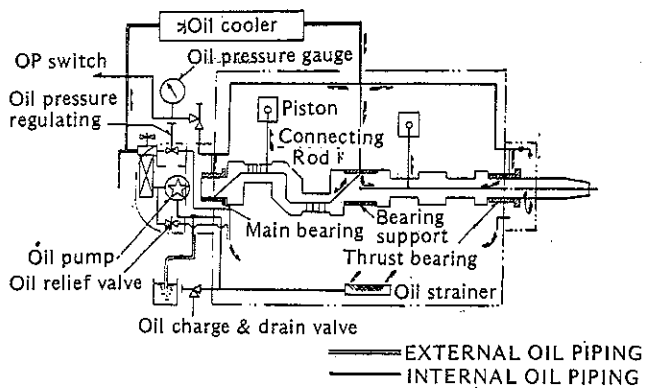 Oil cooler
Oil pressure gauge
OP switch
Oil pressure
regulating
Piston
Connecting
Rod
Main bearing
Bearing
support
Thrust bearing
Oil pump
Oil relief valve
Oil strainer
Oil charge & drain valve
EXTERNAL OIL PIPING
INTERNAL OIL PIPING